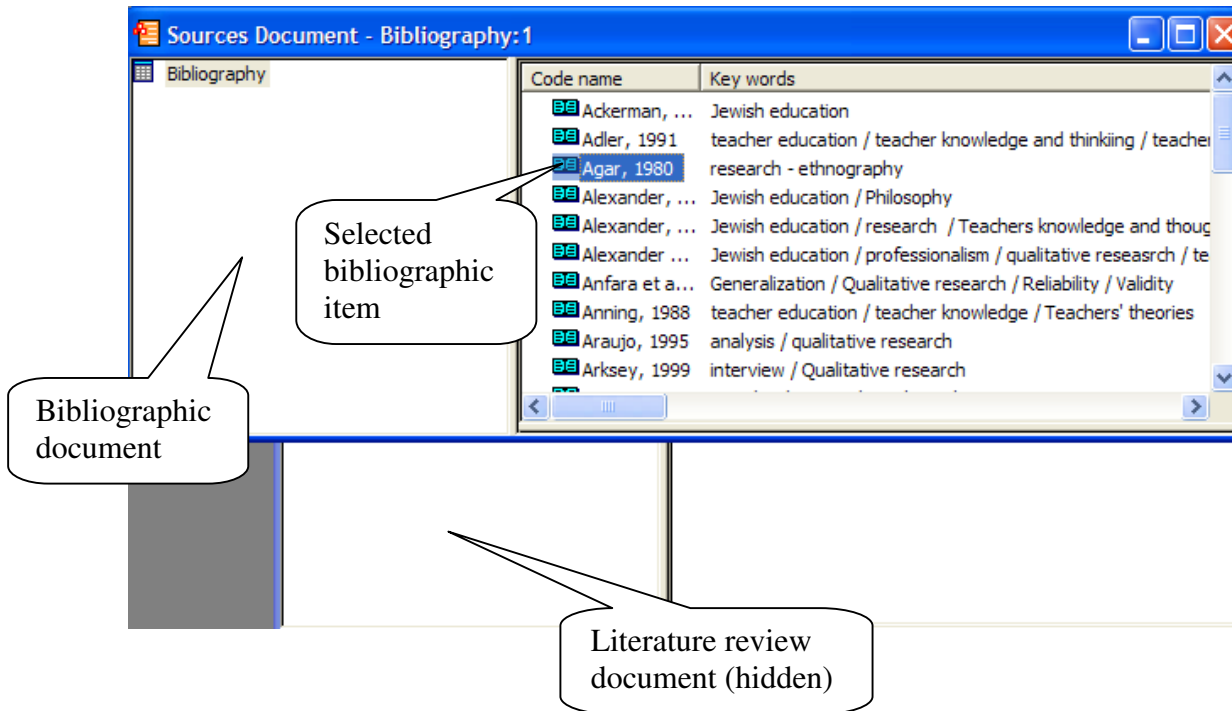 Sources Document - Bibliography:1
Bibliography
Code name Key words
Ackerman, ... Jewish education
Adler, 1991 teacher education / teacher knowledge and thinkiing / teacher
Agar, 1980 research - ethnography
Alexander, ... Jewish education / Philosophy
Alexander, ... Jewish education / research / Teachers knowledge and thoug
Alexander ... Jewish education / professionalism / qualitative reseasrch / te
Anfara et a... Generalization / Qualitative research / Reliability / Validity
Anning, 1988 teacher education / teacher knowledge / Teachers' theories
Araujo, 1995 analysis / qualitative research
Arksey, 1999 interview / Qualitative research
Selected
bibliographic
item
Bibliographic
document
Literature review
document (hidden)